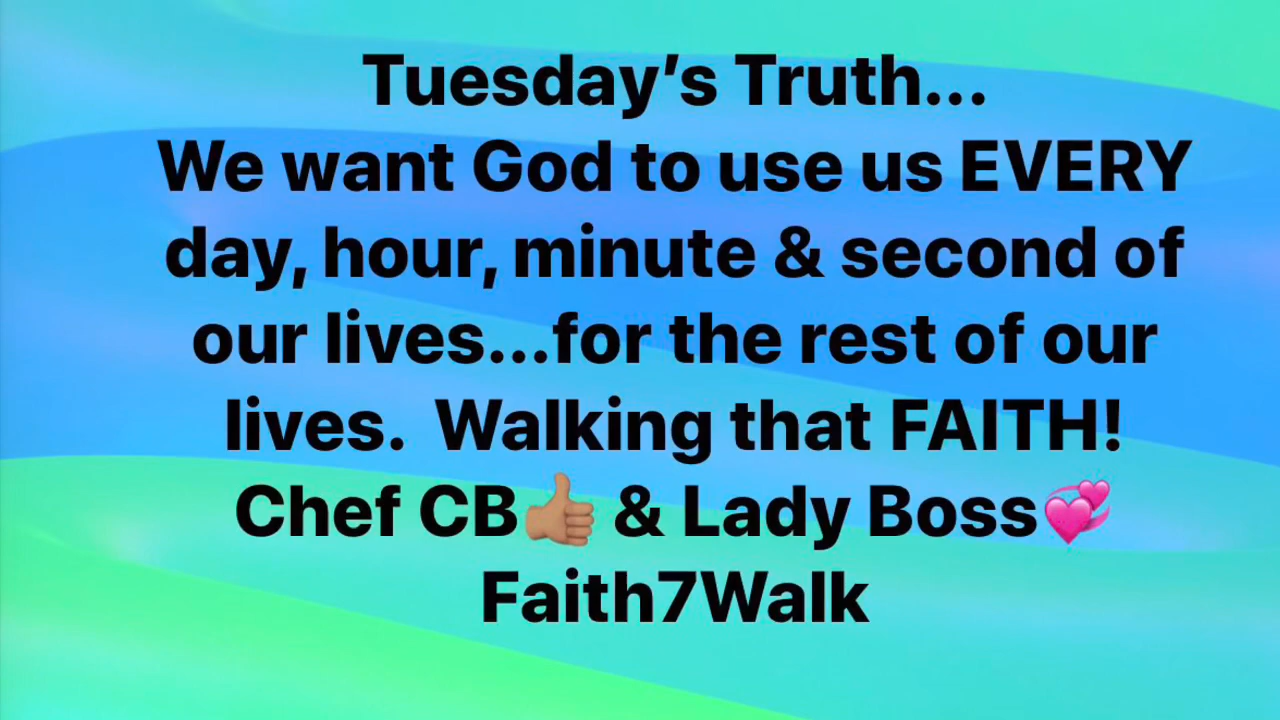 Tuesday’s Truth...
We want God to use us EVERY
day, hour, minute & second of
our lives...for the rest of our
lives.  Walking that FAITH!
Chef CB👍🏽 & Lady Boss💞
Faith7Walk